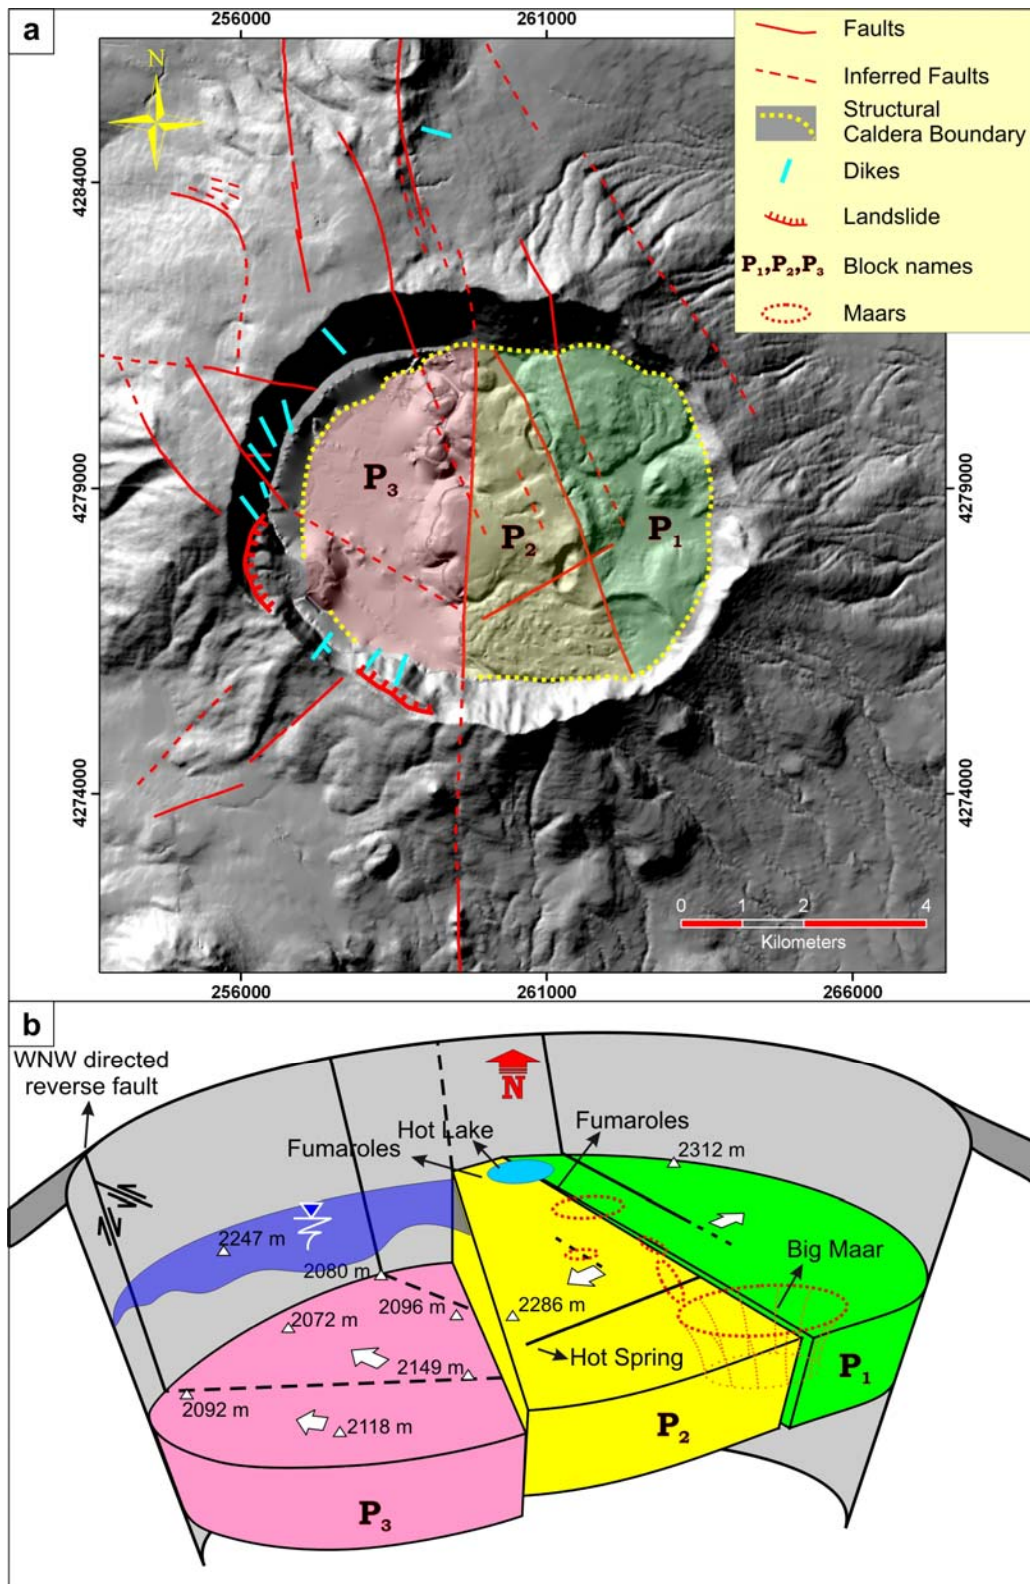 a
256000
261000
Faults
Inferred Faults
Structural
Caldera Boundary
Dikes
Landslide
P1,P2,P3 Block names
Maars
N
4284000
4279000
4279000
4274000
4274000
P3
P2
P1
0 1 2 4
Kilometers
256000
261000
266000
b
WNW directed
reverse fault
N
Hot Lake
Fumaroles
Fumaroles
2312 m
2247 m
2080 m
Big Maar
2096 m
2286 m
2072 m
Hot Spring
2149 m
2092 m
2118 m
P1
P2
P3